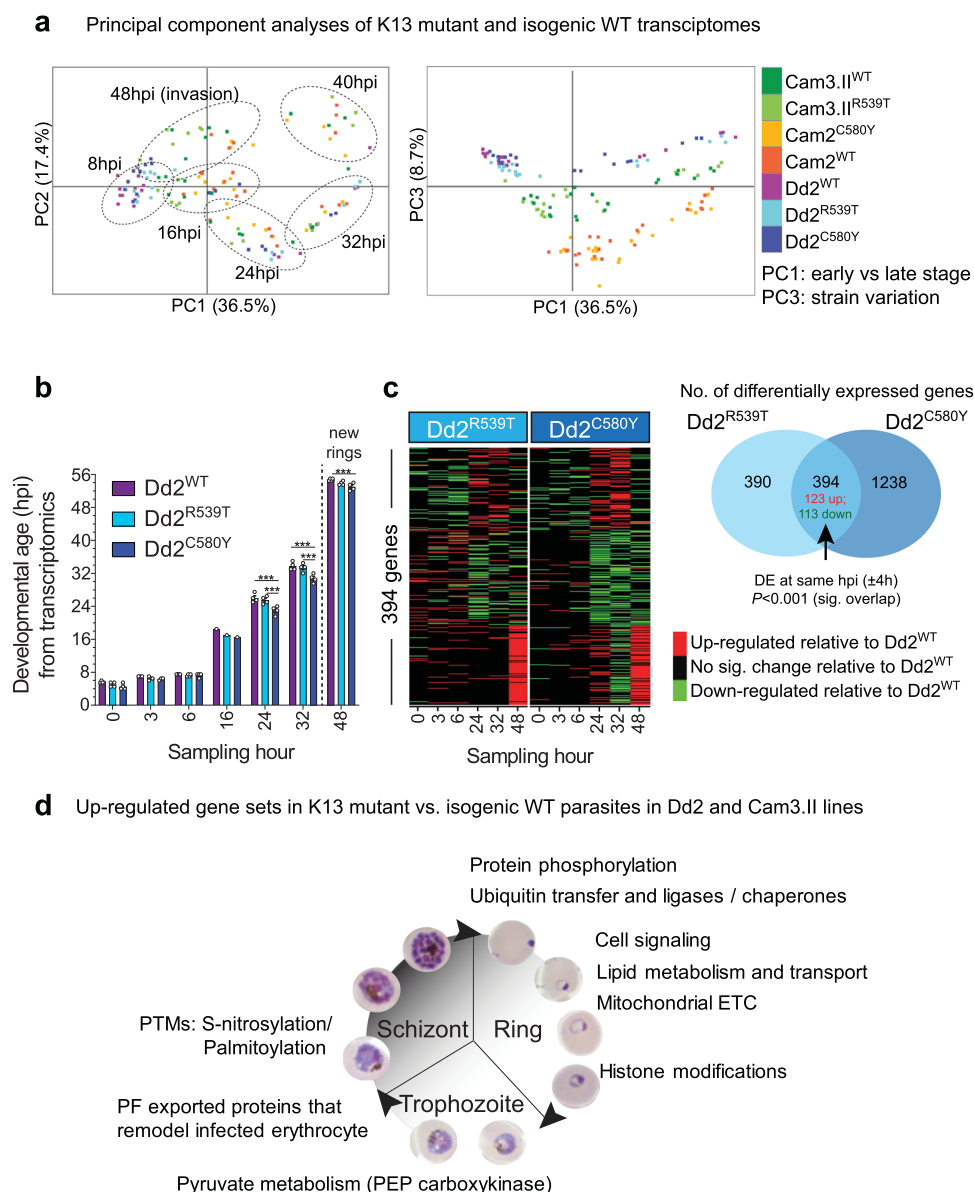 a Principal component analyses of K13 mutant and isogenic WT transciptomes
PC2 (17.4%)
48hpi (invasion)
40hpi
8hpi
16hpi
24hpi
32hpi
PC1 (36.5%)
PC3 (8.7%)
PC1 (36.5%)
Cam3.II^WT
Cam3.II^R539T
Cam2^C580Y
Cam2^WT
Dd2^WT
Dd2^R539T
Dd2^C580Y
PC1: early vs late stage
PC3: strain variation
b
Developmental age (hpi)
from transcriptomics
56
48
40
32
24
16
8
0
Dd2^WT
Dd2^R539T
Dd2^C580Y
new
rings
***
***
***
***
***
0 3 6 16 24 32 48
Sampling hour
c
Dd2^R539T Dd2^C580Y
394 genes
0 3 6 24 32 48 0 3 6 24 32 48
Sampling hour
No. of differentially expressed genes
Dd2^R539T Dd2^C580Y
390 394 1238
123 up;
113 down
DE at same hpi (±4h)
P<0.001 (sig. overlap)
Up-regulated relative to Dd2^WT
No sig. change relative to Dd2^WT
Down-regulated relative to Dd2^WT
d Up-regulated gene sets in K13 mutant vs. isogenic WT parasites in Dd2 and Cam3.II lines
Protein phosphorylation
Ubiquitin transfer and ligases / chaperones
Cell signaling
Lipid metabolism and transport
Mitochondrial ETC
Histone modifications
Schizont
Ring
Trophozoite
PTMs: S-nitrosylation/
Palmitoylation
PF exported proteins that
remodel infected erythrocyte
Pyruvate metabolism (PEP carboxykinase)